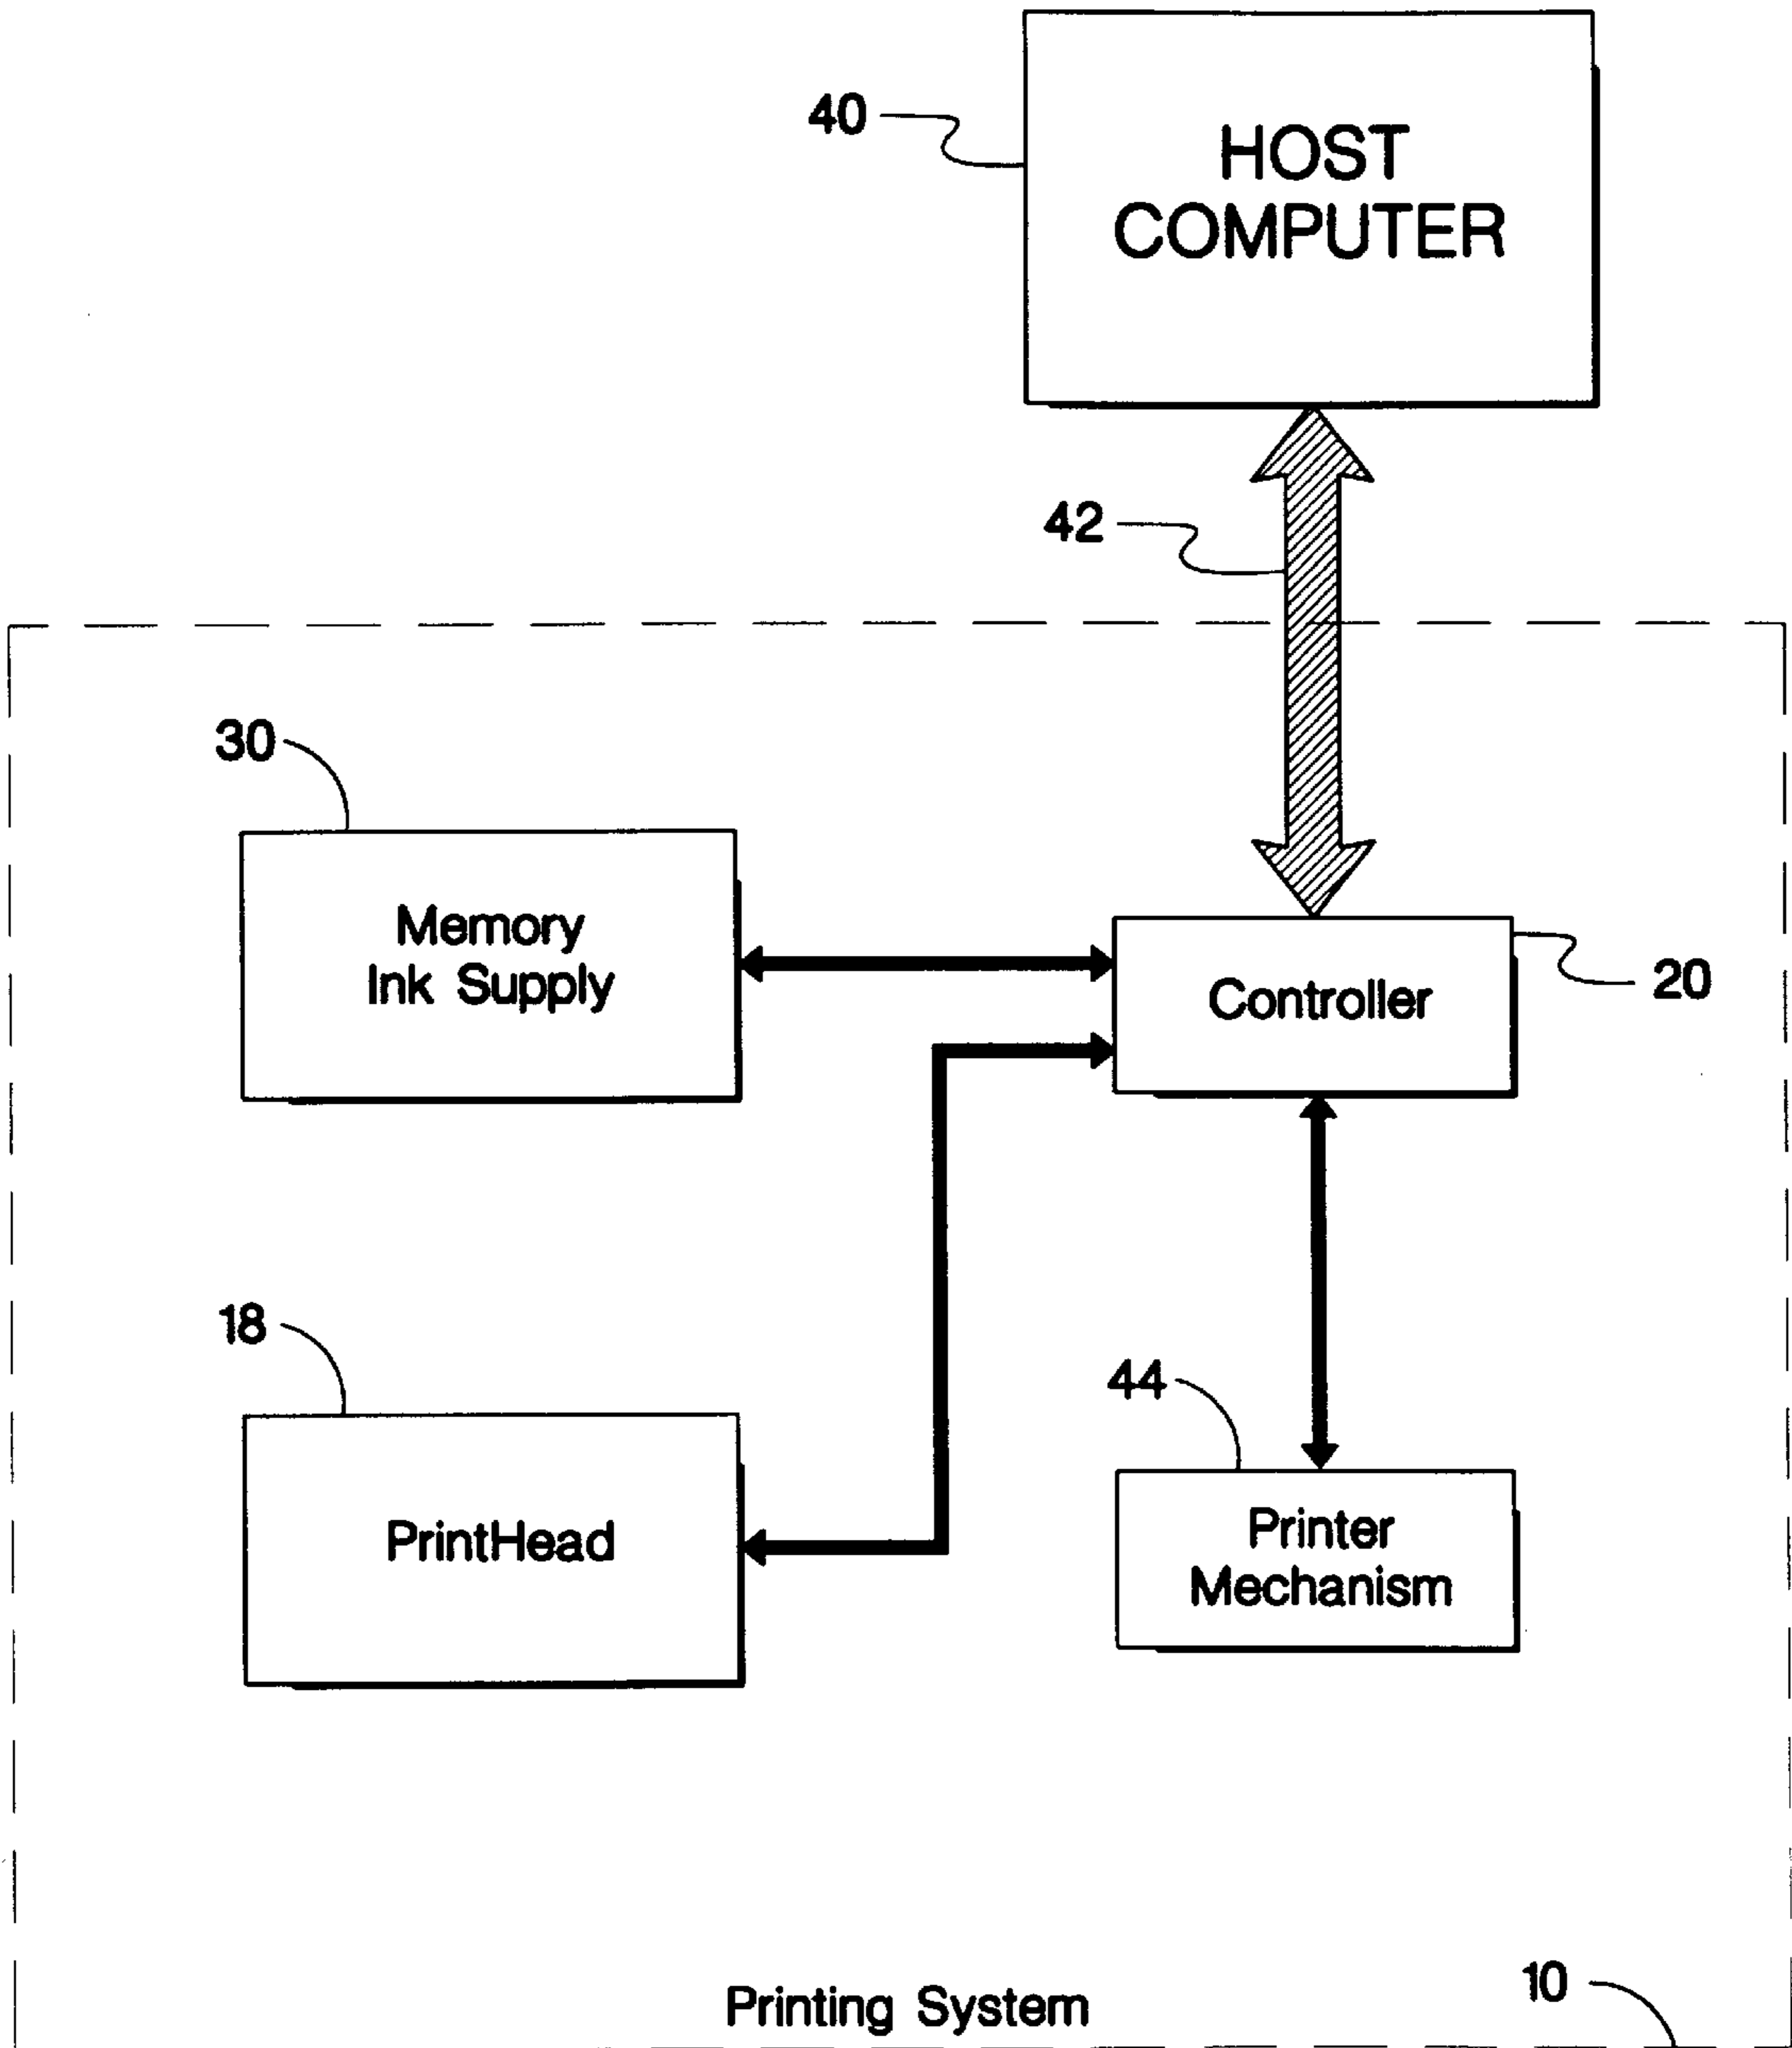 40
HOST
COMPUTER
42
30
Memory
Ink Supply
Controller
20
18
44
PrintHead
Printer
Mechanism
10
Printing System